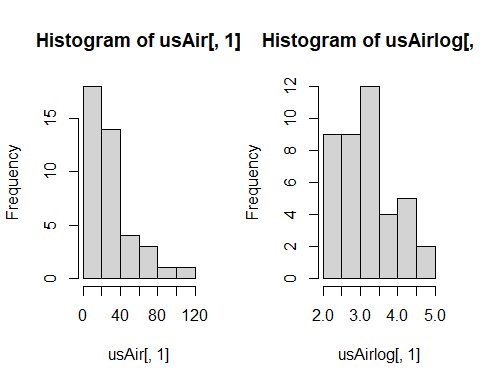 Histogram of usAir[, 1]
Frequency
15
10
5
0
0 40 80 120
usAir[, 1]
Histogram of usAirlog[,
Frequency
12
10
8
6
4
2
0
2.0 3.0 4.0 5.0
usAirlog[, 1]